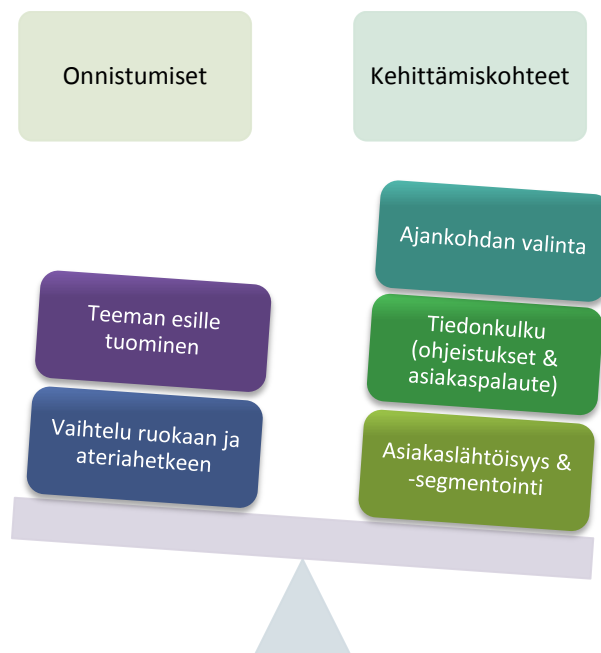 Onnistumiset
Kehittämiskohteet
Teeman esille
tuominen
Vaihtelu ruokaan ja
ateriahetkeen
Ajankohdan valinta
Tiedonkulku
(ohjeistukset &
asiakaspalaute)
Asiakaslähtöisyys &
-segmentointi